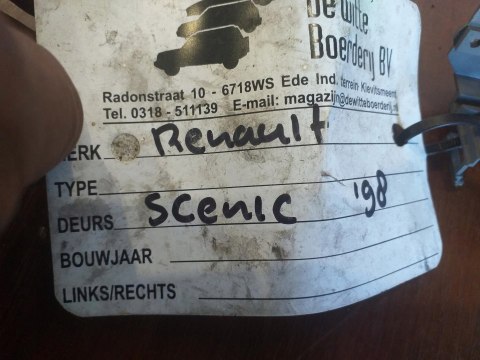 De Witte
Boerderij BV
Radonstraat 10 - 6718WS Ede Ind. terrein Kievitsmeent
Tel. 0318 - 511139 E-mail: magazijn@dewitteboerderij.nl
MERK Renault
TYPE
DEURS Scenic '98
BOUWJAAR
LINKS/RECHTS